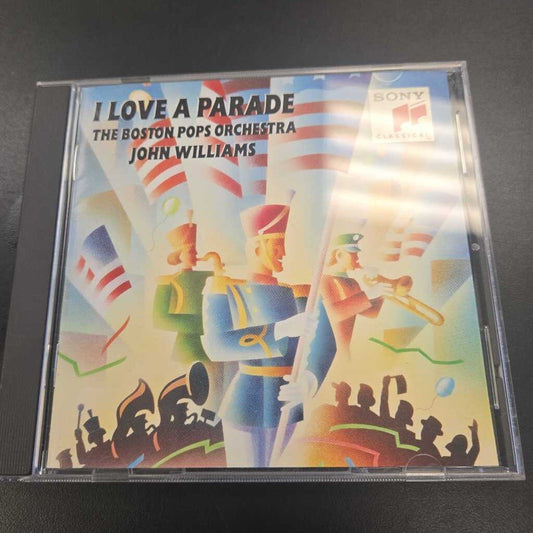 I LOVE A PARADE
THE BOSTON POPS ORCHESTRA
JOHN WILLIAMS
SONY
CLASSICAL